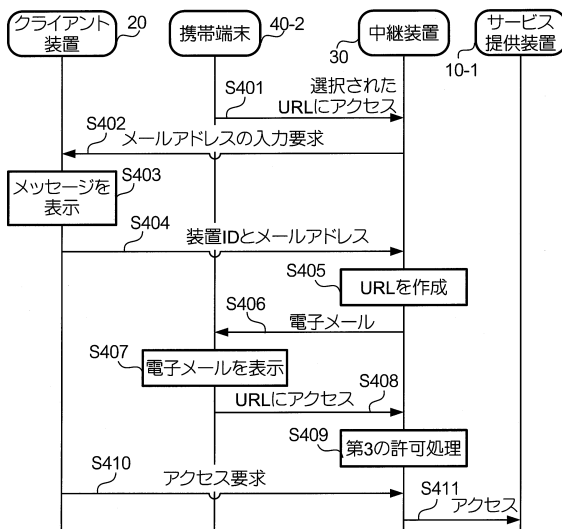 クライアント
装置
20
携帯端末
40-2
中継装置
30
サービス
提供装置
10-1
S401
選択された
URLにアクセス
S402
メールアドレスの入力要求
メッセージを
表示
S403
S404
装置IDとメールアドレス
S405
URLを作成
S406
電子メール
S407
電子メールを表示
URLにアクセス
S408
S409
第3の許可処理
S410
アクセス要求
S411
アクセス